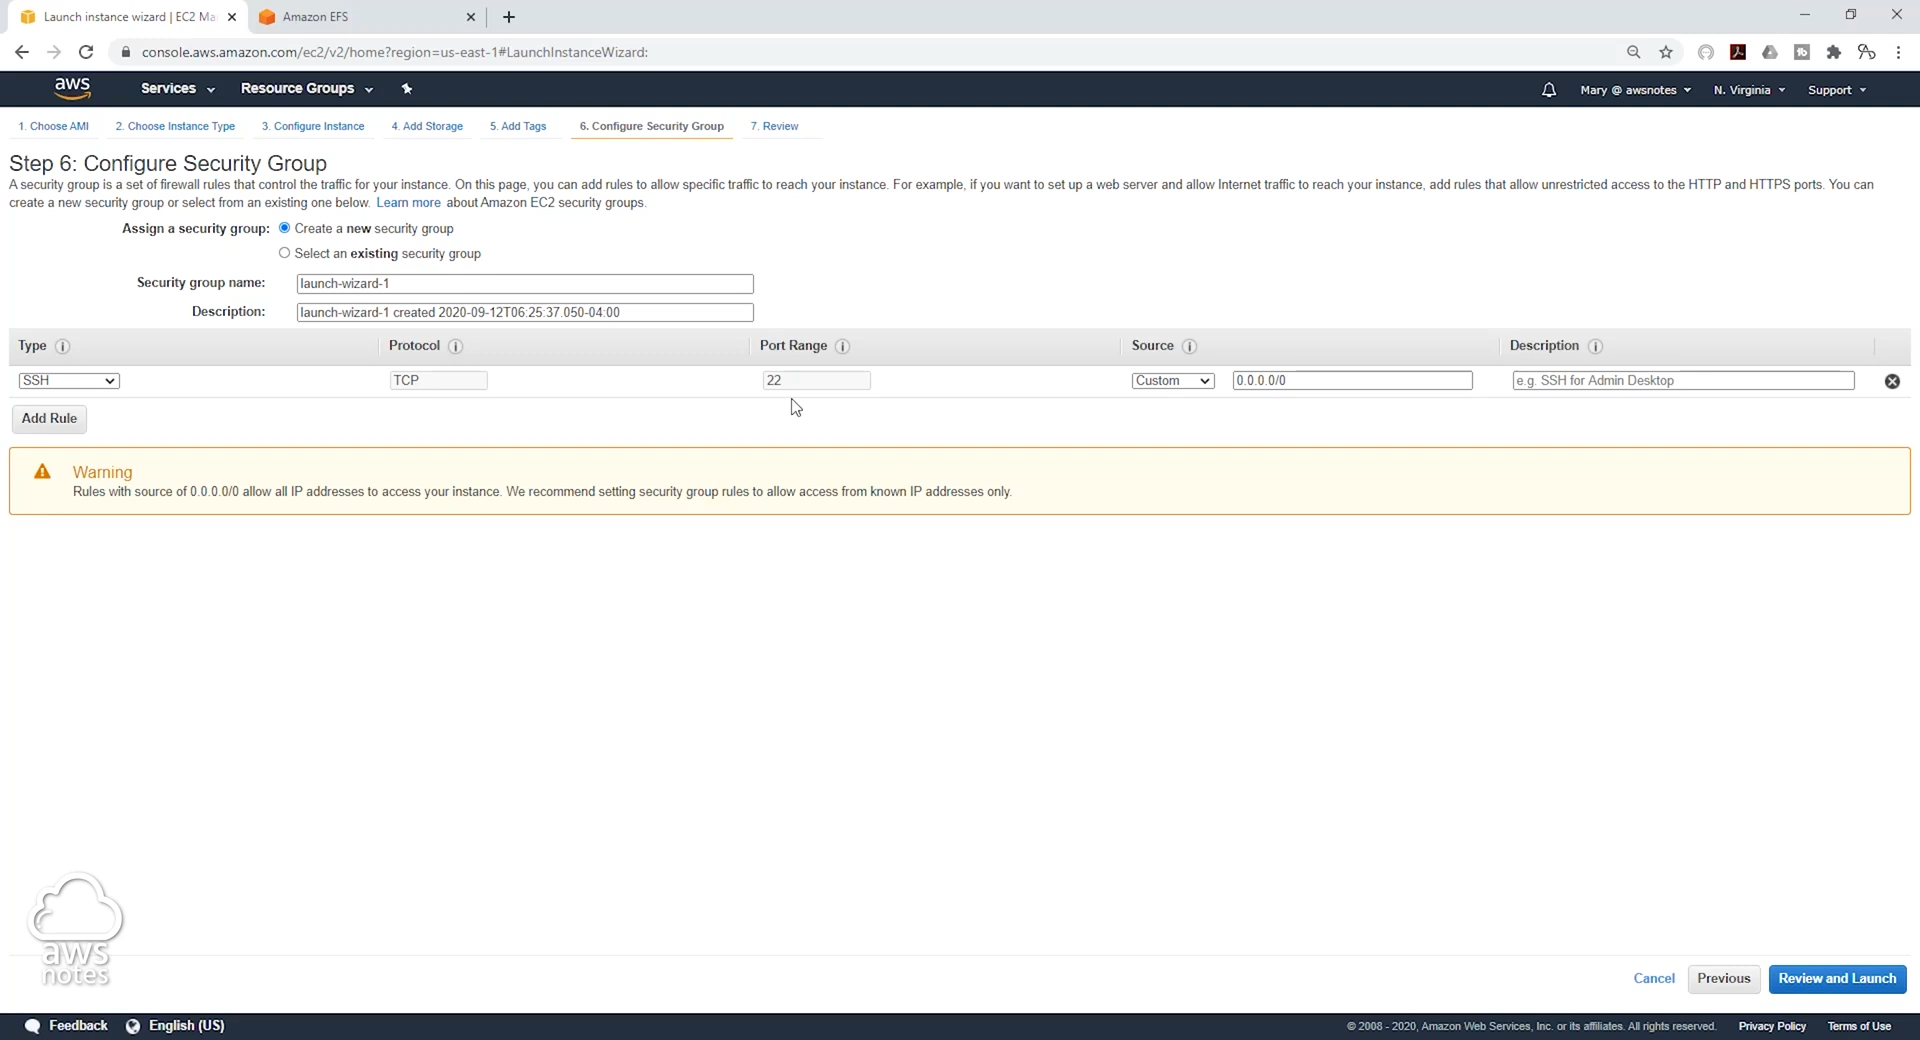 Launch instance wizard | EC2 Ma
Amazon EFS
console.aws.amazon.com/ec2/v2/home?region=us-east-1#LaunchInstanceWizard:
aws
Services
Resource Groups
Mary @ awsnotes
N. Virginia
Support
1. Choose AMI
2. Choose Instance Type
3. Configure Instance
4. Add Storage
5. Add Tags
6. Configure Security Group
7. Review
Step 6: Configure Security Group
A security group is a set of firewall rules that control the traffic for your instance. On this page, you can add rules to allow specific traffic to reach your instance. For example, if you want to set up a web server and allow Internet traffic to reach your instance, add rules that allow unrestricted access to the HTTP and HTTPS ports. You can
create a new security group or select from an existing one below. Learn more about Amazon EC2 security groups.
Assign a security group: Create a new security group
Select an existing security group
Security group name: launch-wizard-1
Description: launch-wizard-1 created 2020-09-12T06:25:37.050-04:00
Type i Protocol i Port Range i Source i Description i
SSH TCP 22 Custom 0.0.0.0/0 e.g. SSH for Admin Desktop
Add Rule
Warning
Rules with source of 0.0.0.0/0 allow all IP addresses to access your instance. We recommend setting security group rules to allow access from known IP addresses only.
aws
notes
Cancel
Previous
Review and Launch
Feedback
English (US)
© 2008 - 2020, Amazon Web Services, Inc. or its affiliates. All rights reserved.
Privacy Policy
Terms of Use